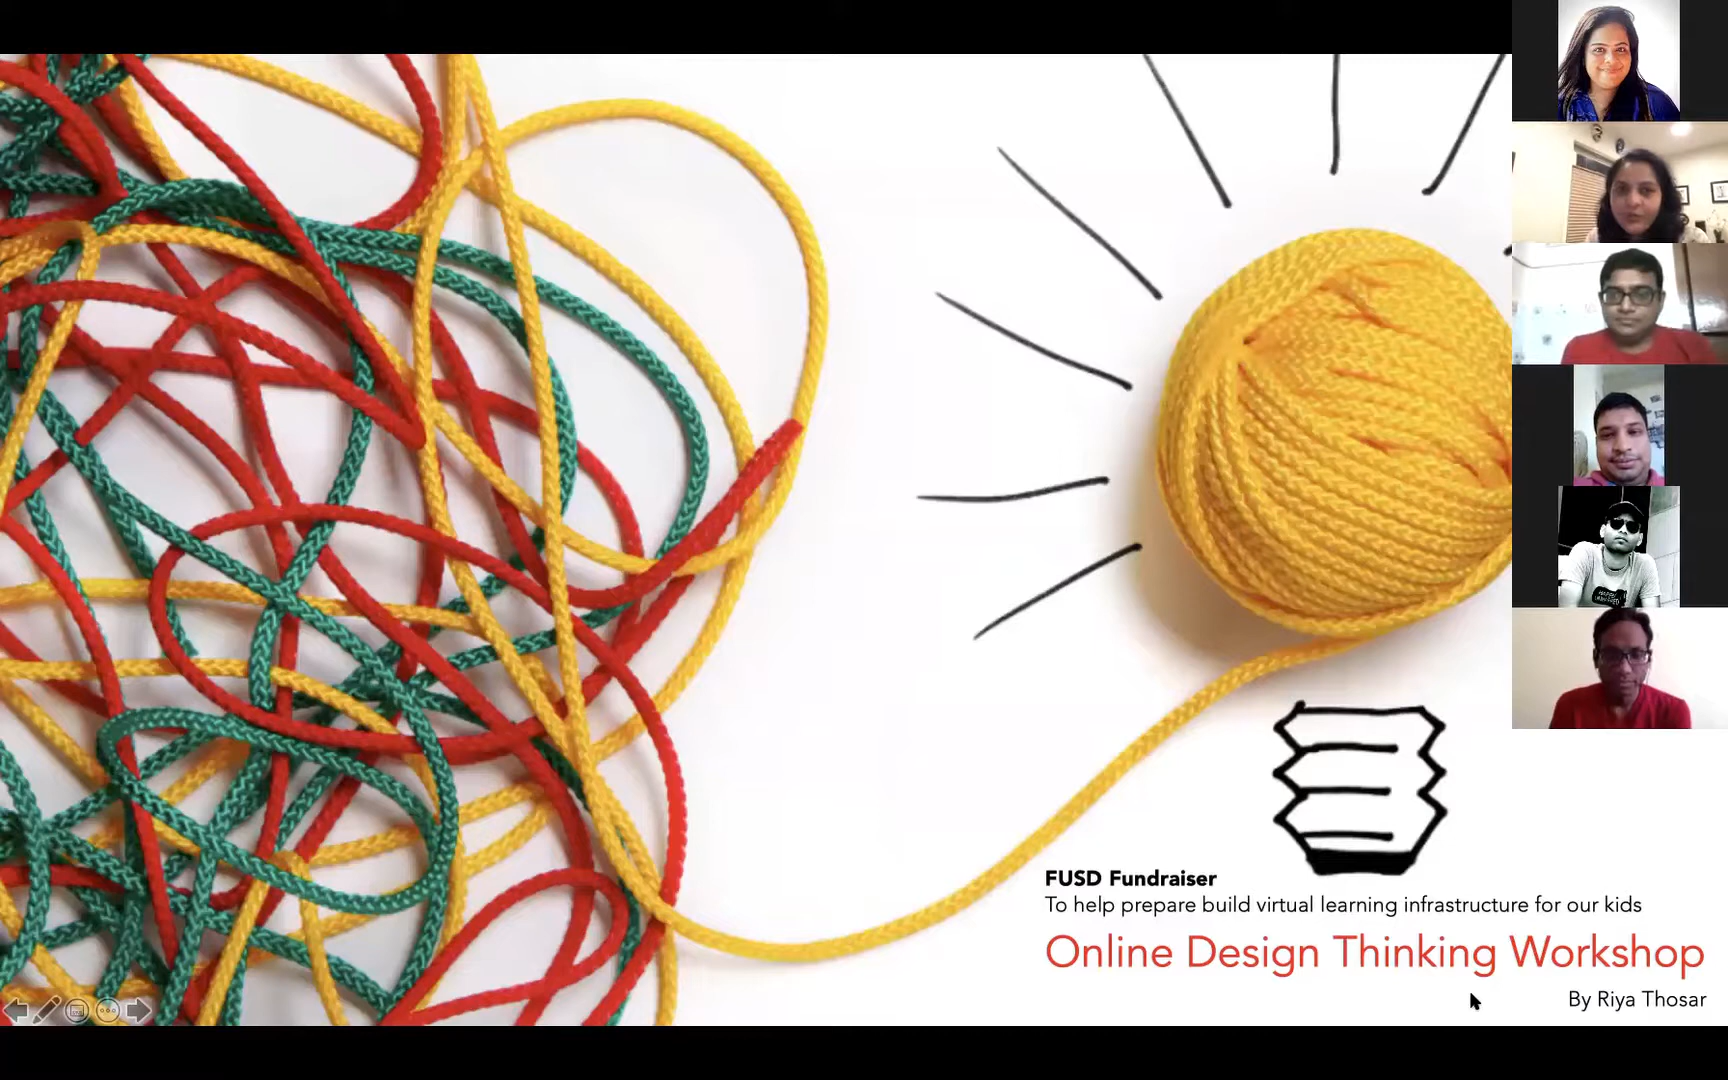 FUSD Fundraiser
To help prepare build virtual learning infrastructure for our kids
Online Design Thinking Workshop
By Riya Thosar